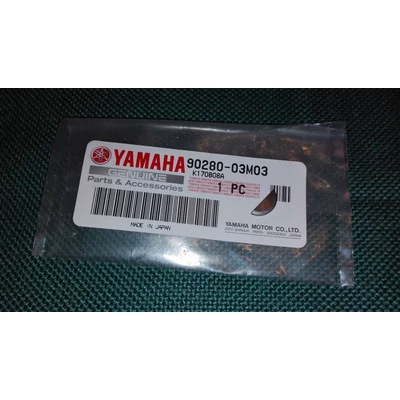 YAMAHA 90280-03M03
GENUINE K170808A
Parts & Accessories
1 PC
MADE IN JAPAN
YAMAHA MOTOR CO.,LTD.